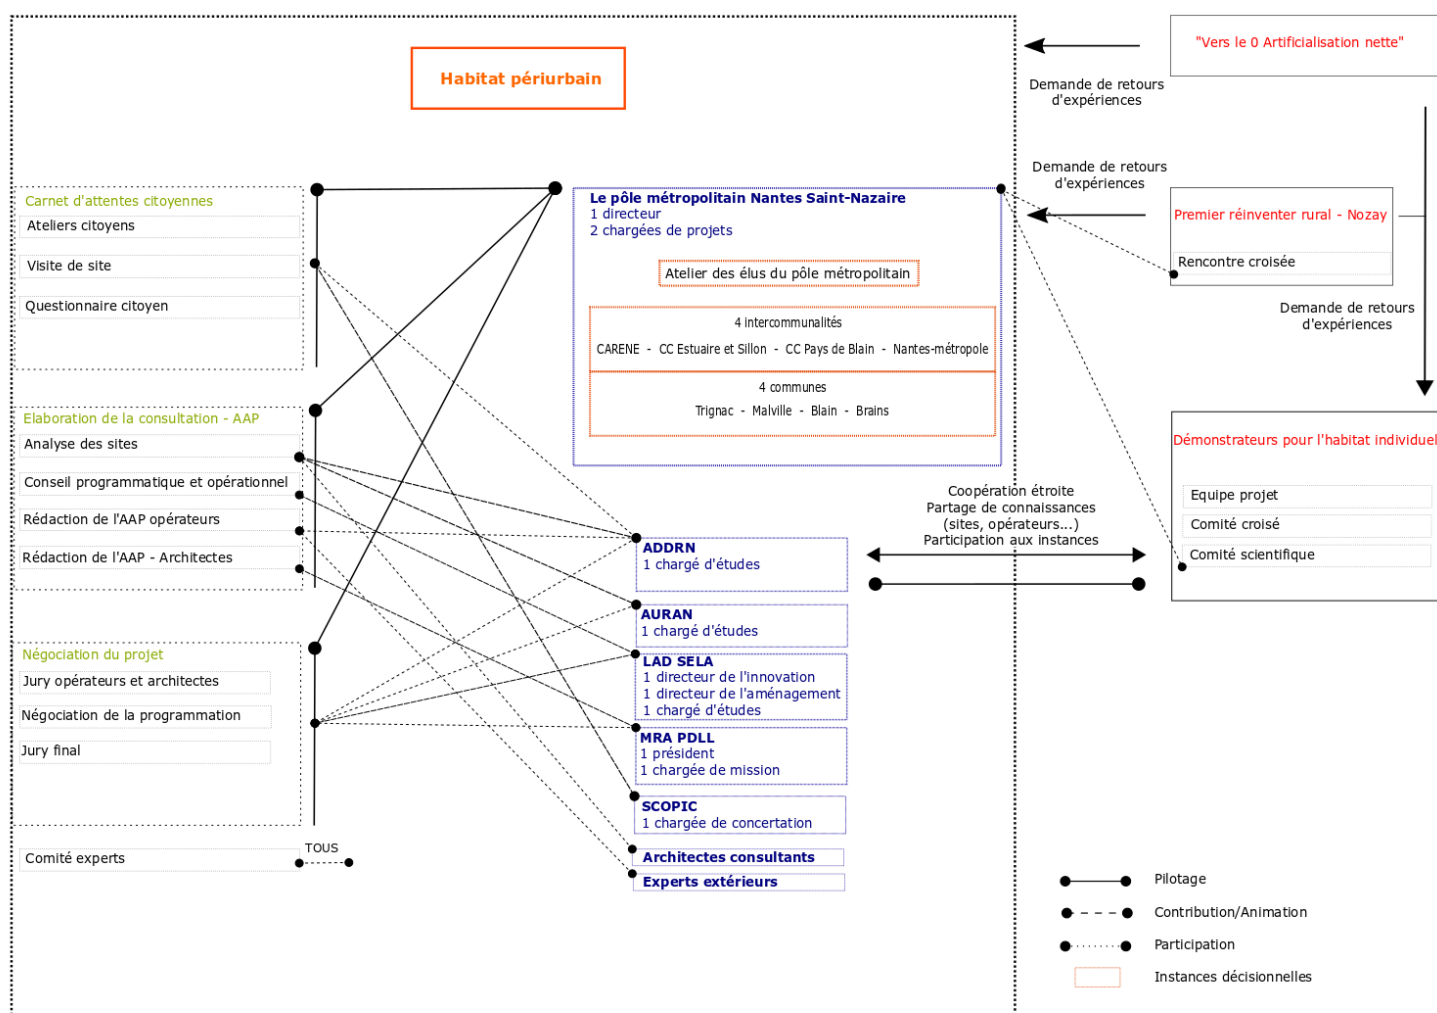 Habitat périurbain
"Vers le 0 Artificialisation nette"
Demande de retours
d'expériences
Demande de retours
d'expériences
Premier réinventer rural - Nozay
Rencontre croisée
Demande de retours
d'expériences
Carnet d'attentes citoyennes
Ateliers citoyens
Visite de site
Questionnaire citoyen
Le pôle métropolitain Nantes Saint-Nazaire
1 directeur
2 chargées de projets
Atelier des élus du pôle métropolitain
4 intercommunalités
CARENE - CC Estuaire et Sillon - CC Pays de Blain - Nantes-métropole
4 communes
Trignac - Malville - Blain - Brains
Elaboration de la consultation - AAP
Analyse des sites
Conseil programmatique et opérationnel
Rédaction de l'AAP opérateurs
Rédaction de l'AAP - Architectes
Démonstrateurs pour l'habitat individuel
Equipe projet
Comité croisé
Comité scientifique
Coopération étroite
Partage de connaissances
(sites, opérateurs...)
Participation aux instances
ADDRN
1 chargé d'études
AURAN
1 chargé d'études
LAD SELA
1 directeur de l'innovation
1 directeur de l'aménagement
1 chargé d'études
MRA PDLL
1 président
1 chargée de mission
SCOPIC
1 chargée de concertation
Architectes consultants
Experts extérieurs
Négociation du projet
Jury opérateurs et architectes
Négociation de la programmation
Jury final
Comité experts
TOUS
Pilotage
Contribution/Animation
Participation
Instances décisionnelles